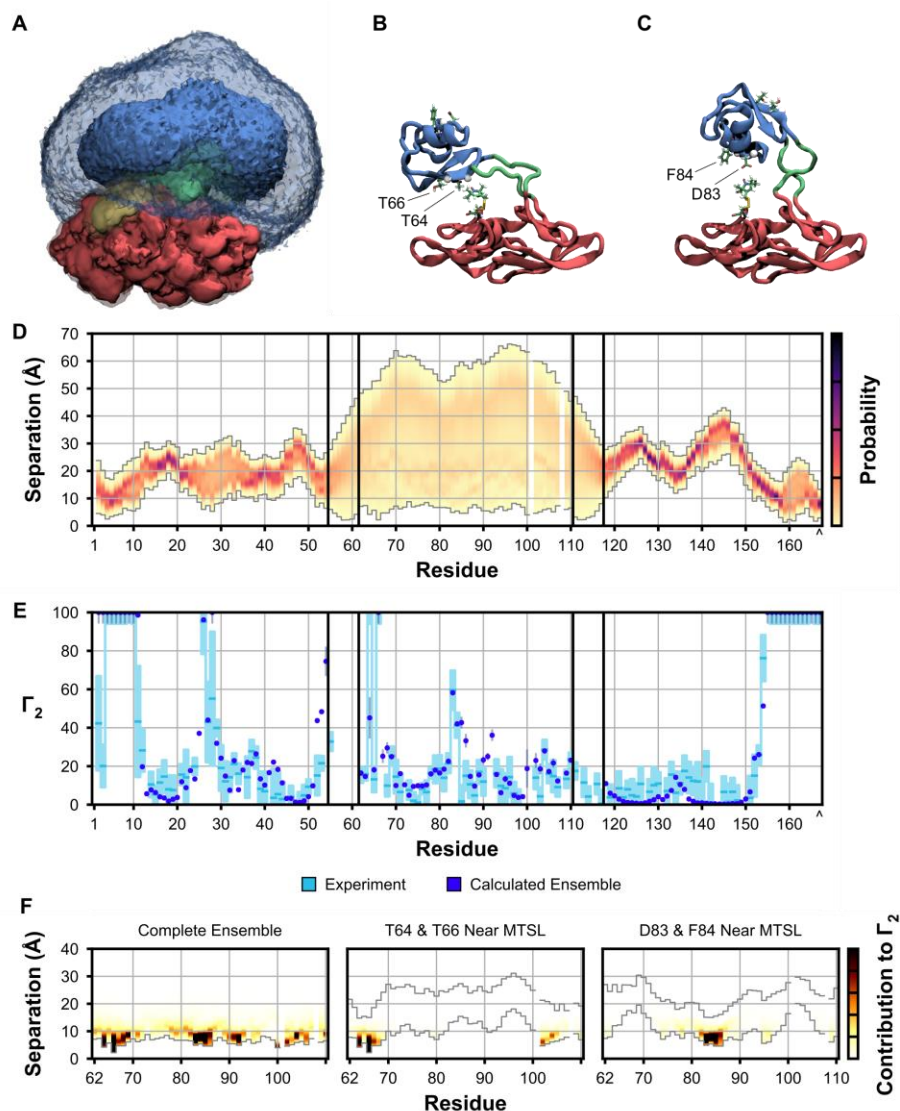 A
B
C
T66
T64
F84
D83
D
70
60
50
40
30
20
10
0
Separation (Å)
Probability
1 10 20 30 40 50 60 70 80 90 100 110 120 130 140 150 160 ^
Residue
E
100
80
60
40
20
0
Γ2
1 10 20 30 40 50 60 70 80 90 100 110 120 130 140 150 160 ^
Residue
Experiment Calculated Ensemble
F
Complete Ensemble T64 & T66 Near MTSL D83 & F84 Near MTSL
40
30
20
10
0
Separation (Å)
Contribution to Γ2
62 70 80 90 100 62 70 80 90 100 62 70 80 90 100 110
Residue